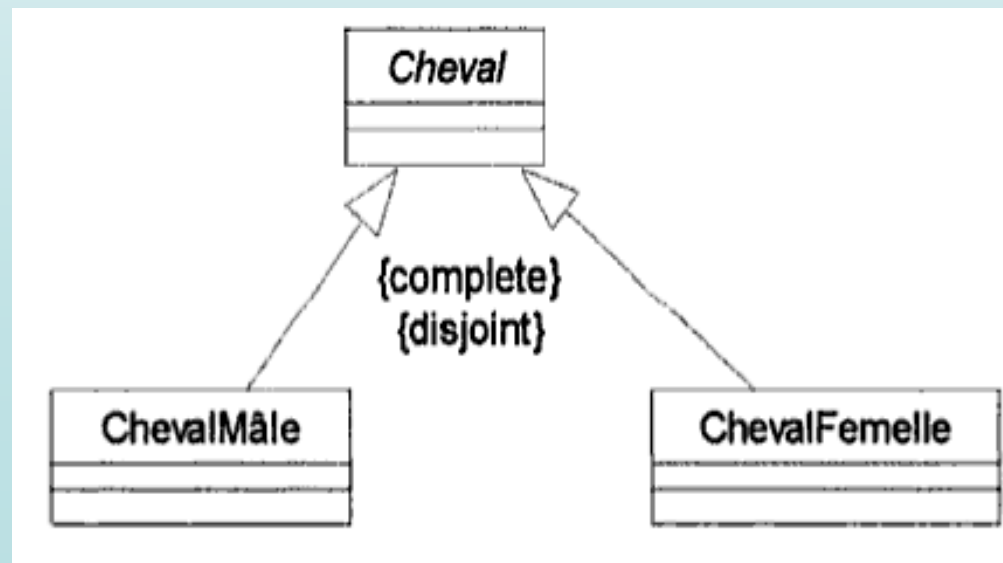 Cheval
{complete}
{disjoint}
ChevalMâle
ChevalFemelle